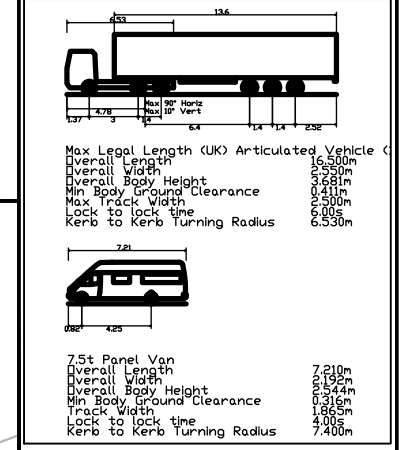 13.6
6.53
Max 90° Horiz
Max 10° Vert
4.78
1.37 3 1.4
6.4 1.4 1.4 2.52
Max Legal Length (UK) Articulated Vehicle (
Overall Length 16.500m
Overall Width 2.550m
Overall Body Height 3.681m
Min Body Ground Clearance 0.411m
Max Track Width 2.500m
Lock to lock time 6.00s
Kerb to Kerb Turning Radius 6.530m
7.21
0.82 4.25
7.5t Panel Van
Overall Length 7.210m
Overall Width 2.192m
Overall Body Height 2.544m
Min Body Ground Clearance 0.316m
Track Width 1.865m
Lock to lock time 4.00s
Kerb to Kerb Turning Radius 7.400m